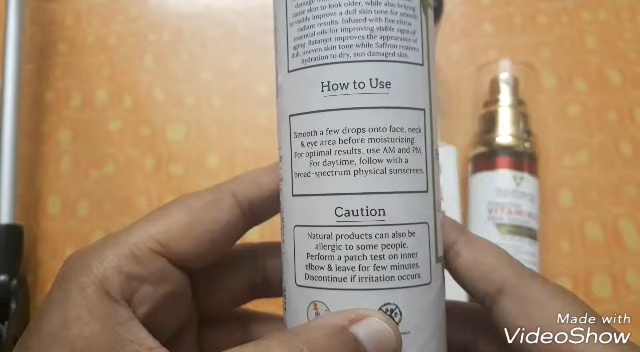 damage
cause skin to look older, while also helping
to visibly improve a dull skin tone for smooth
radiant results. Infused with five citrus
essential oils for improving visible signs of
aging. Ratanjot improves the appearance of
dull, uneven skin tone while Saffron restores
hydration to dry, sun damaged skin.
How to Use
Smooth a few drops onto face, neck
& eye area before moisturizing
For optimal results, use AM and PM.
For daytime, follow with a
broad-spectrum physical sunscreen.
Caution
Natural products can also be
allergic to some people.
Perform a patch test on inner
elbow & leave for few minutes.
Discontinue if irritation occurs.
VITAMIN
Made with
VideoShow